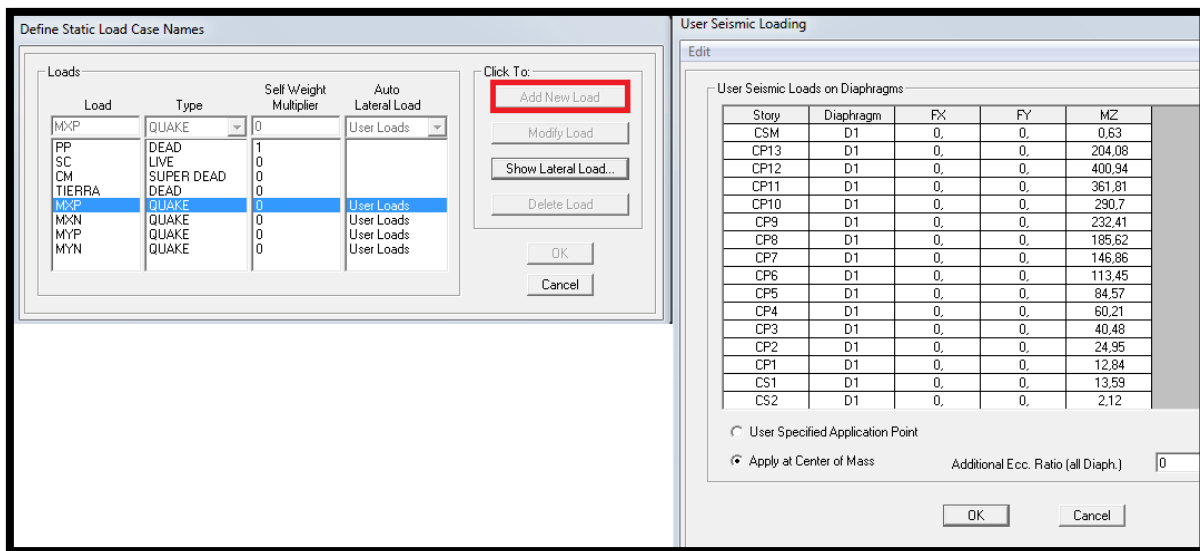 Define Static Load Case Names
Loads
Load Type Self Weight Multiplier Auto Lateral Load
MXP QUAKE 0 User Loads
PP DEAD 1
SC LIVE 0
CM SUPER DEAD 0
TIERRA DEAD 0
MXP QUAKE 0 User Loads
MXN QUAKE 0 User Loads
MYP QUAKE 0 User Loads
MYN QUAKE 0 User Loads
Click To:
Add New Load
Modify Load
Show Lateral Load...
Delete Load
OK
Cancel
User Seismic Loading
Edit
User Seismic Loads on Diaphragms
Story Diaphragm FX FY MZ
CSM D1 0, 0, 0,63
CP13 D1 0, 0, 204,08
CP12 D1 0, 0, 400,94
CP11 D1 0, 0, 361,81
CP10 D1 0, 0, 290,7
CP9 D1 0, 0, 232,41
CP8 D1 0, 0, 185,62
CP7 D1 0, 0, 146,86
CP6 D1 0, 0, 113,45
CP5 D1 0, 0, 84,57
CP4 D1 0, 0, 60,21
CP3 D1 0, 0, 40,48
CP2 D1 0, 0, 24,95
CP1 D1 0, 0, 12,84
CS1 D1 0, 0, 13,59
CS2 D1 0, 0, 2,12
User Specified Application Point
Apply at Center of Mass
Additional Ecc. Ratio (all Diaph.) 0
OK
Cancel